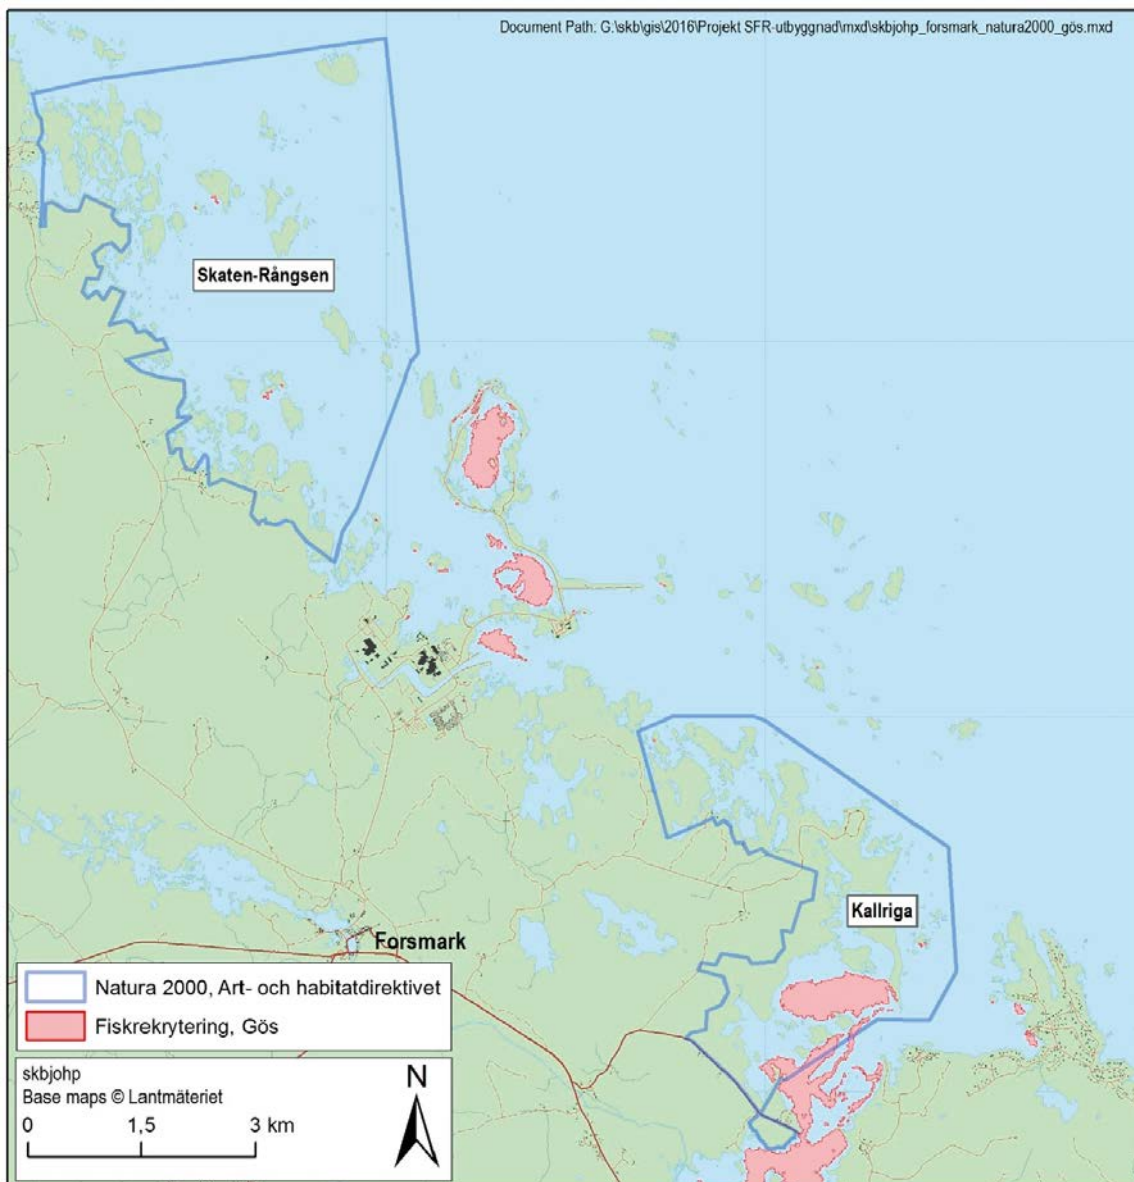 Document Path: G:\skb\gis\2016\Projekt SFR-utbyggnad\mxd\skbjohp_forsmark_natura2000_gös.mxd
Skaten-Rångsen
Kallriga
Forsmark
Natura 2000, Art- och habitatdirektivet
Fiskrekrytering, Gös
skbjohp
Base maps © Lantmäteriet
N
0 1,5 3 km